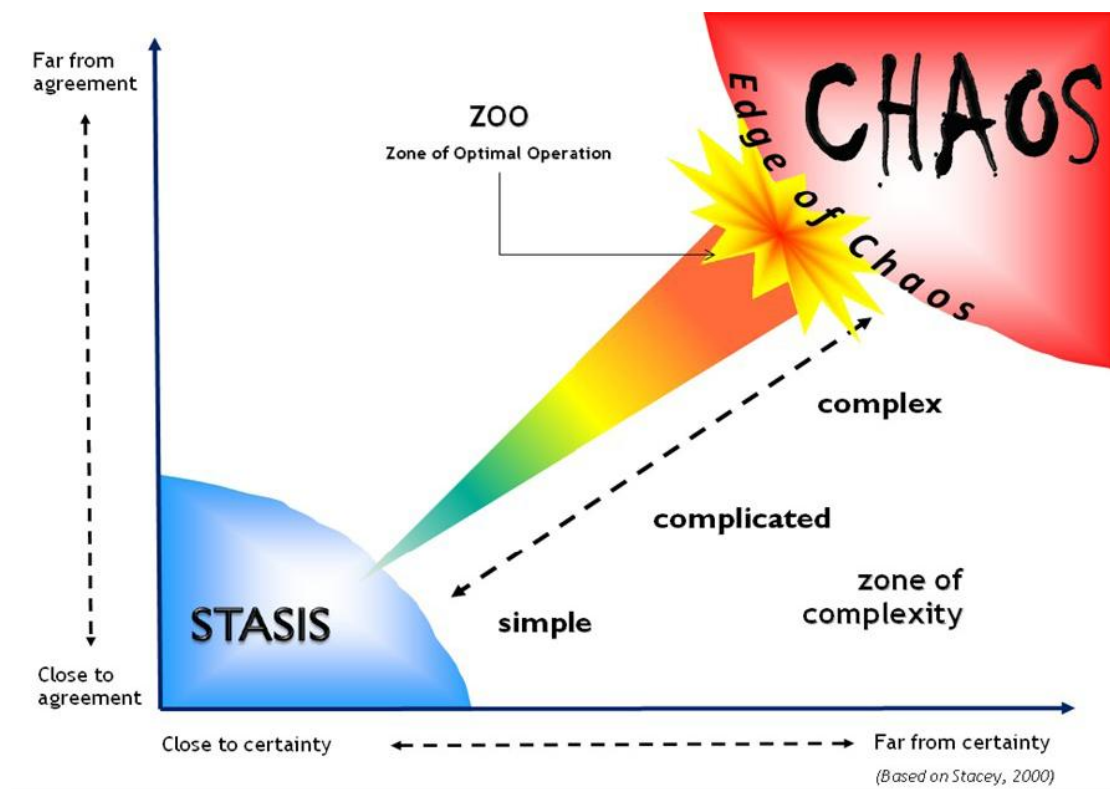 Far from
agreement
ZOO
Zone of Optimal Operation
CHAOS
Edge of Chaos
complex
complicated
zone of
complexity
simple
STASIS
Close to
agreement
Close to certainty
Far from certainty
(Based on Stacey, 2000)